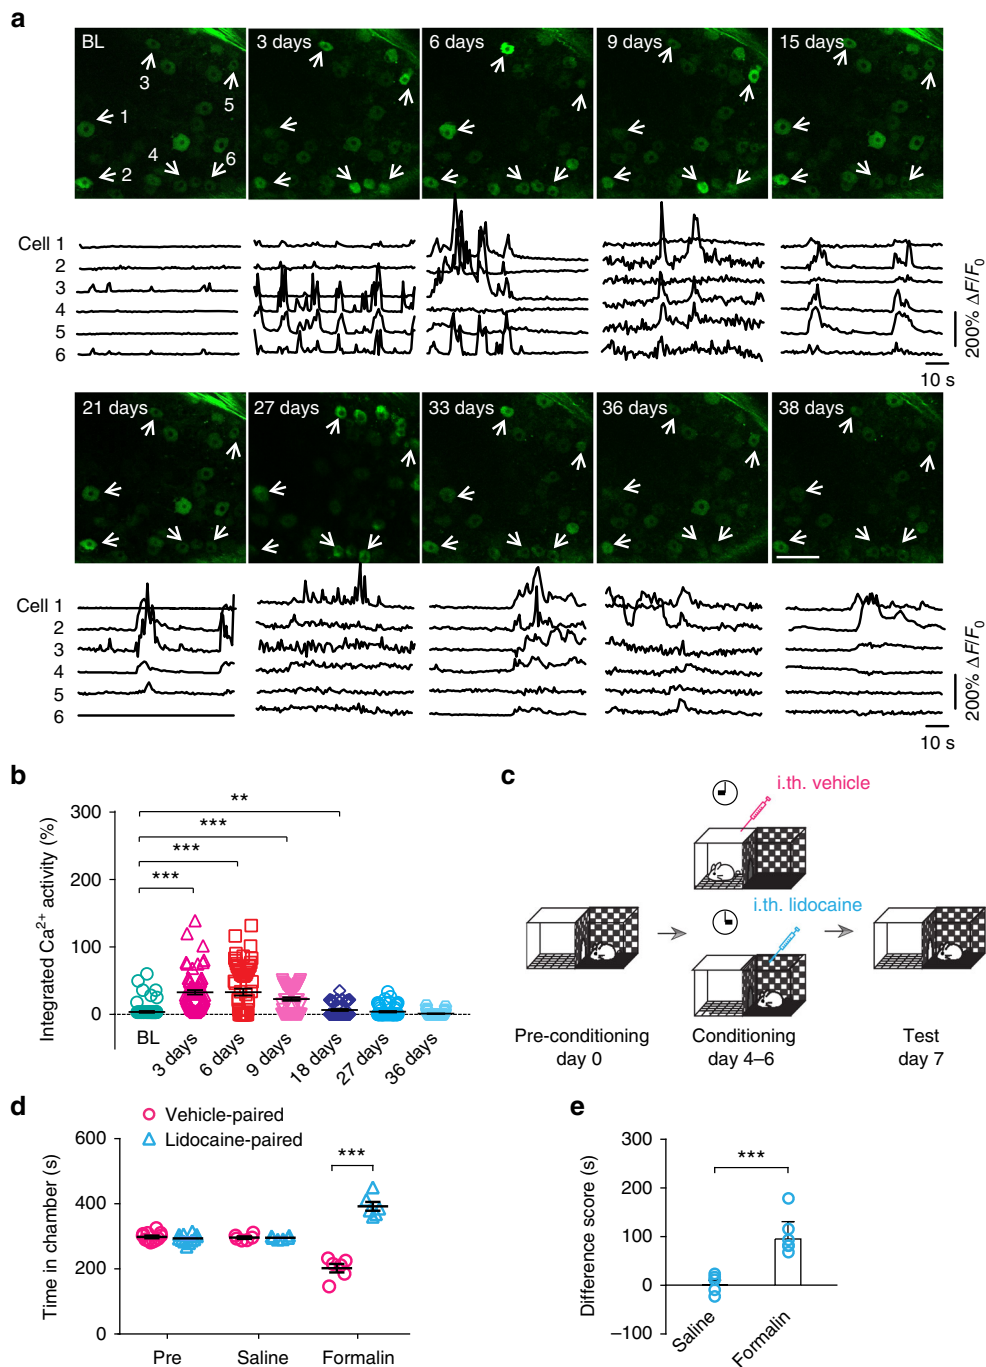 a
BL
3 days
6 days
9 days
15 days
3
5
1
4
6
2
Cell 1
2
3
4
5
6
200% ΔF/F0
10 s
21 days
27 days
33 days
36 days
38 days
Cell 1
2
3
4
5
6
200% ΔF/F0
10 s
b
Integrated Ca2+ activity (%)
300
200
100
0
**
***
***
***
BL
3 days
6 days
9 days
18 days
27 days
36 days
c
i.th. vehicle
i.th. lidocaine
Pre-conditioning
day 0
Conditioning
day 4–6
Test
day 7
d
Vehicle-paired
Lidocaine-paired
Time in chamber (s)
600
400
200
0
***
Pre
Saline
Formalin
e
Difference score (s)
300
200
100
0
−100
***
Saline
Formalin